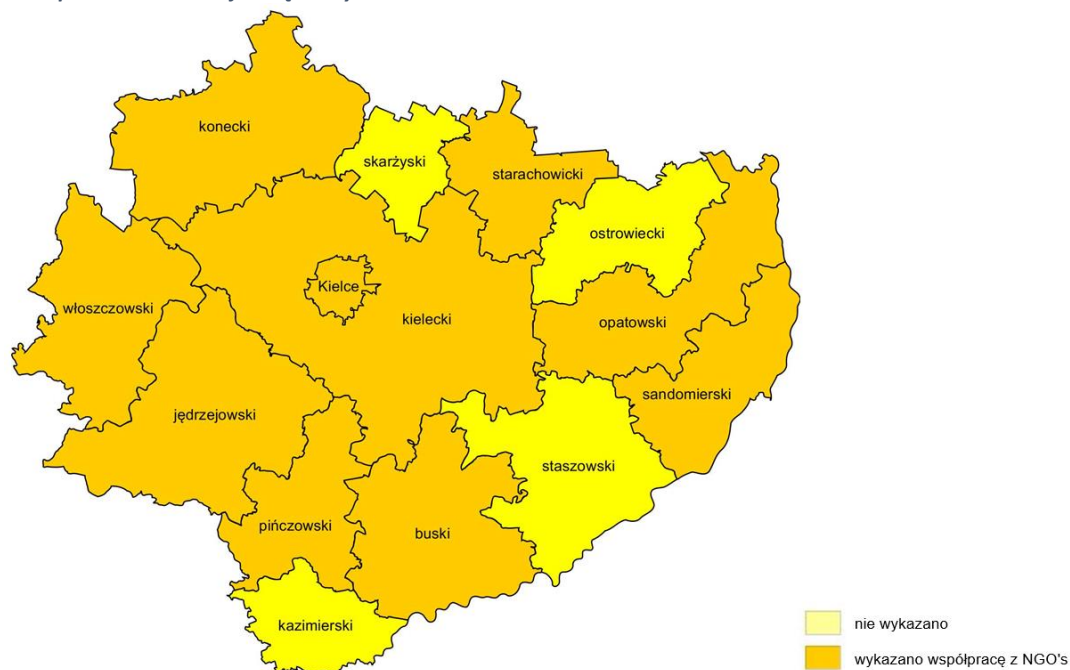 konecki
skarżyski
starachowicki
ostrowiecki
Kielce
włoszczowski
kielecki
opatowski
sandomierski
jędrzejowski
staszowski
pińczowski
buski
kazimierski
nie wykazano
wykazano współpracę z NGO's